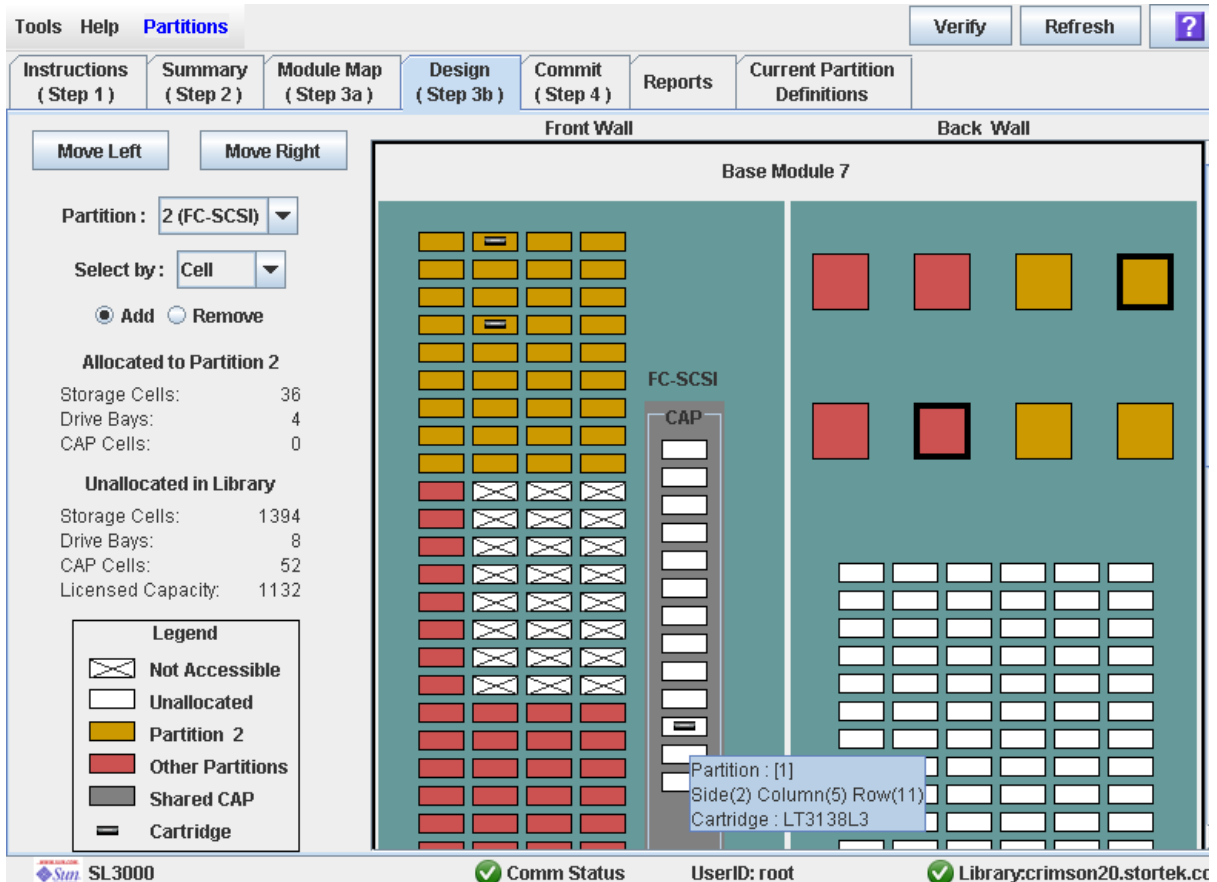 Tools Help Partitions Verify Refresh ?
Instructions
( Step 1 )
Summary
( Step 2 )
Module Map
( Step 3a )
Design
( Step 3b )
Commit
( Step 4 )
Reports
Current Partition
Definitions
Move Left Move Right
Partition : 2 (FC-SCSI)
Select by : Cell
Add Remove
Allocated to Partition 2
Storage Cells: 36
Drive Bays: 4
CAP Cells: 0
Unallocated in Library
Storage Cells: 1394
Drive Bays: 8
CAP Cells: 52
Licensed Capacity: 1132
Legend
Not Accessible
Unallocated
Partition 2
Other Partitions
Shared CAP
Cartridge
Front Wall Back Wall
Base Module 7
FC-SCSI
CAP
Partition : [1]
Side(2) Column(5) Row(11)
Cartridge : LT3138L3
Sun SL3000 Comm Status UserID: root Library:crimson20.stortek.co